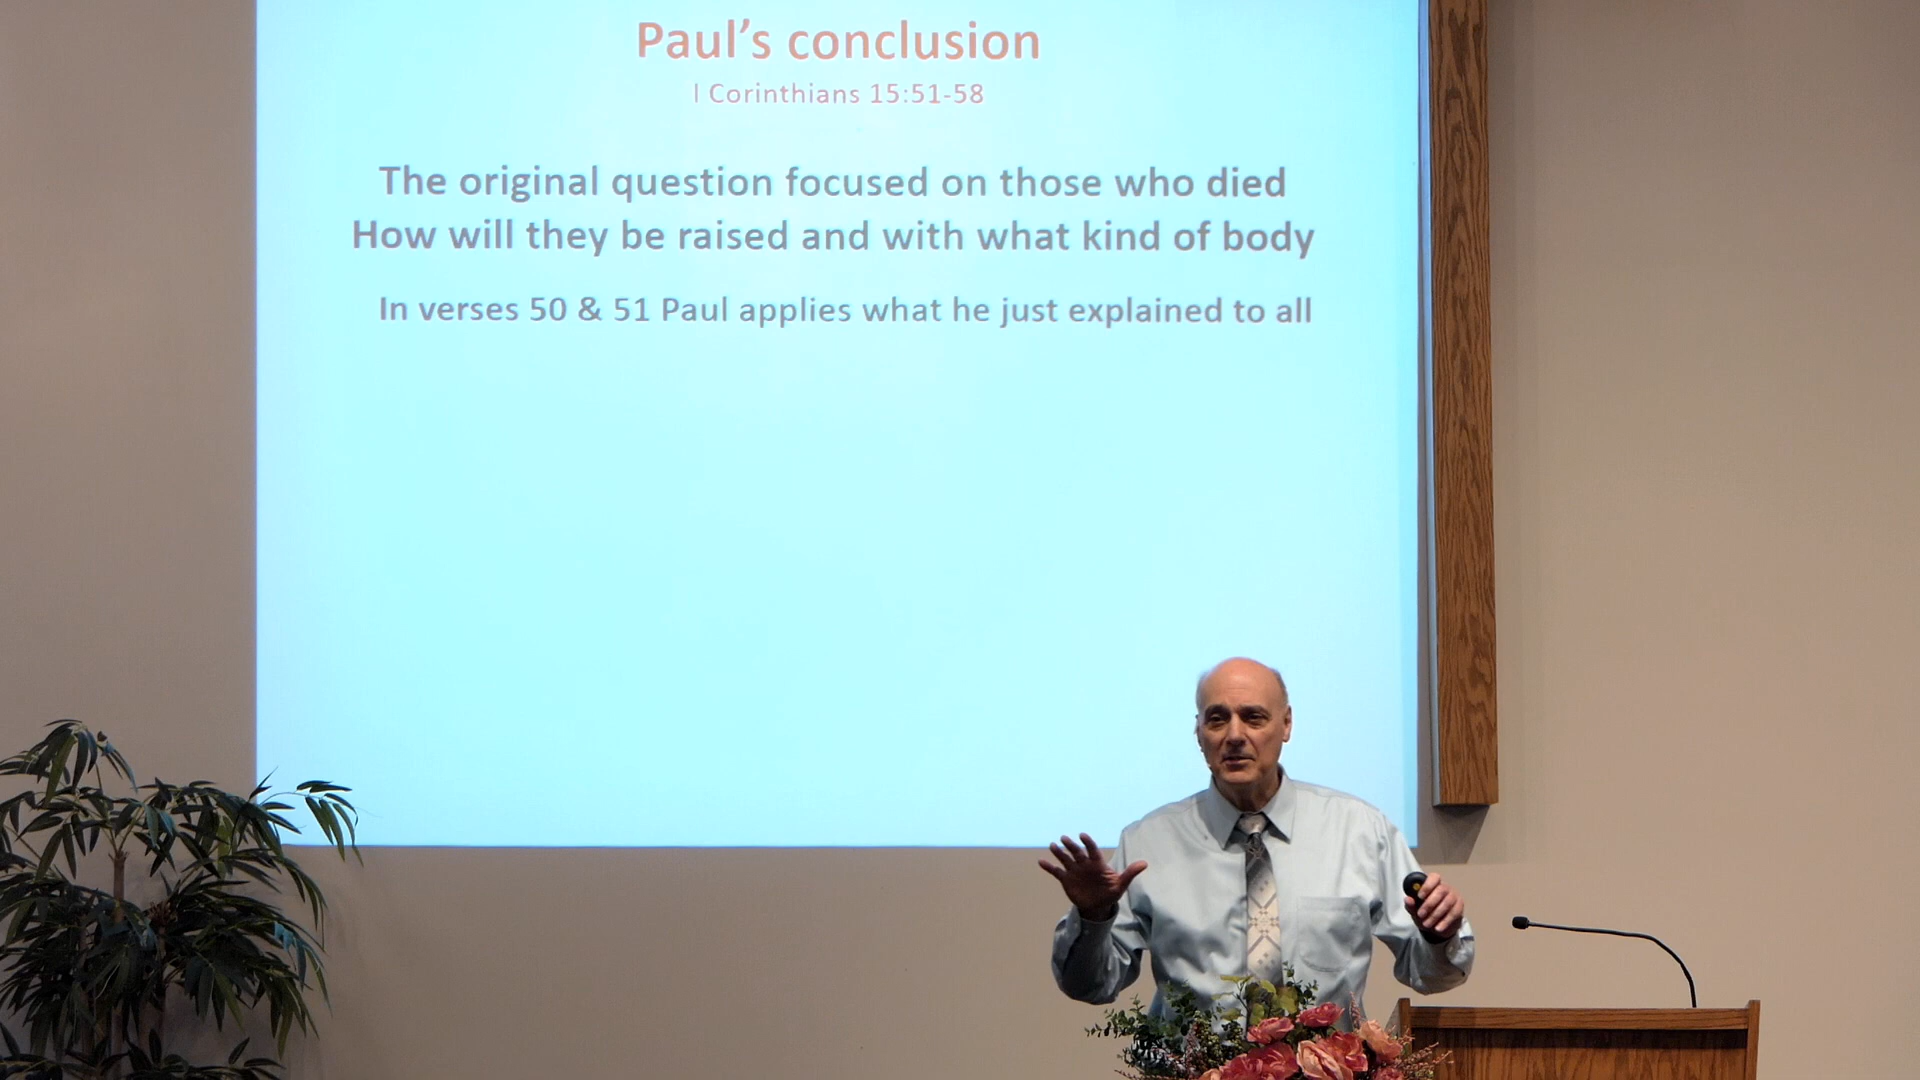 Paul’s conclusion
I Corinthians 15:51-58
The original question focused on those who died
How will they be raised and with what kind of body
In verses 50 & 51 Paul applies what he just explained to all